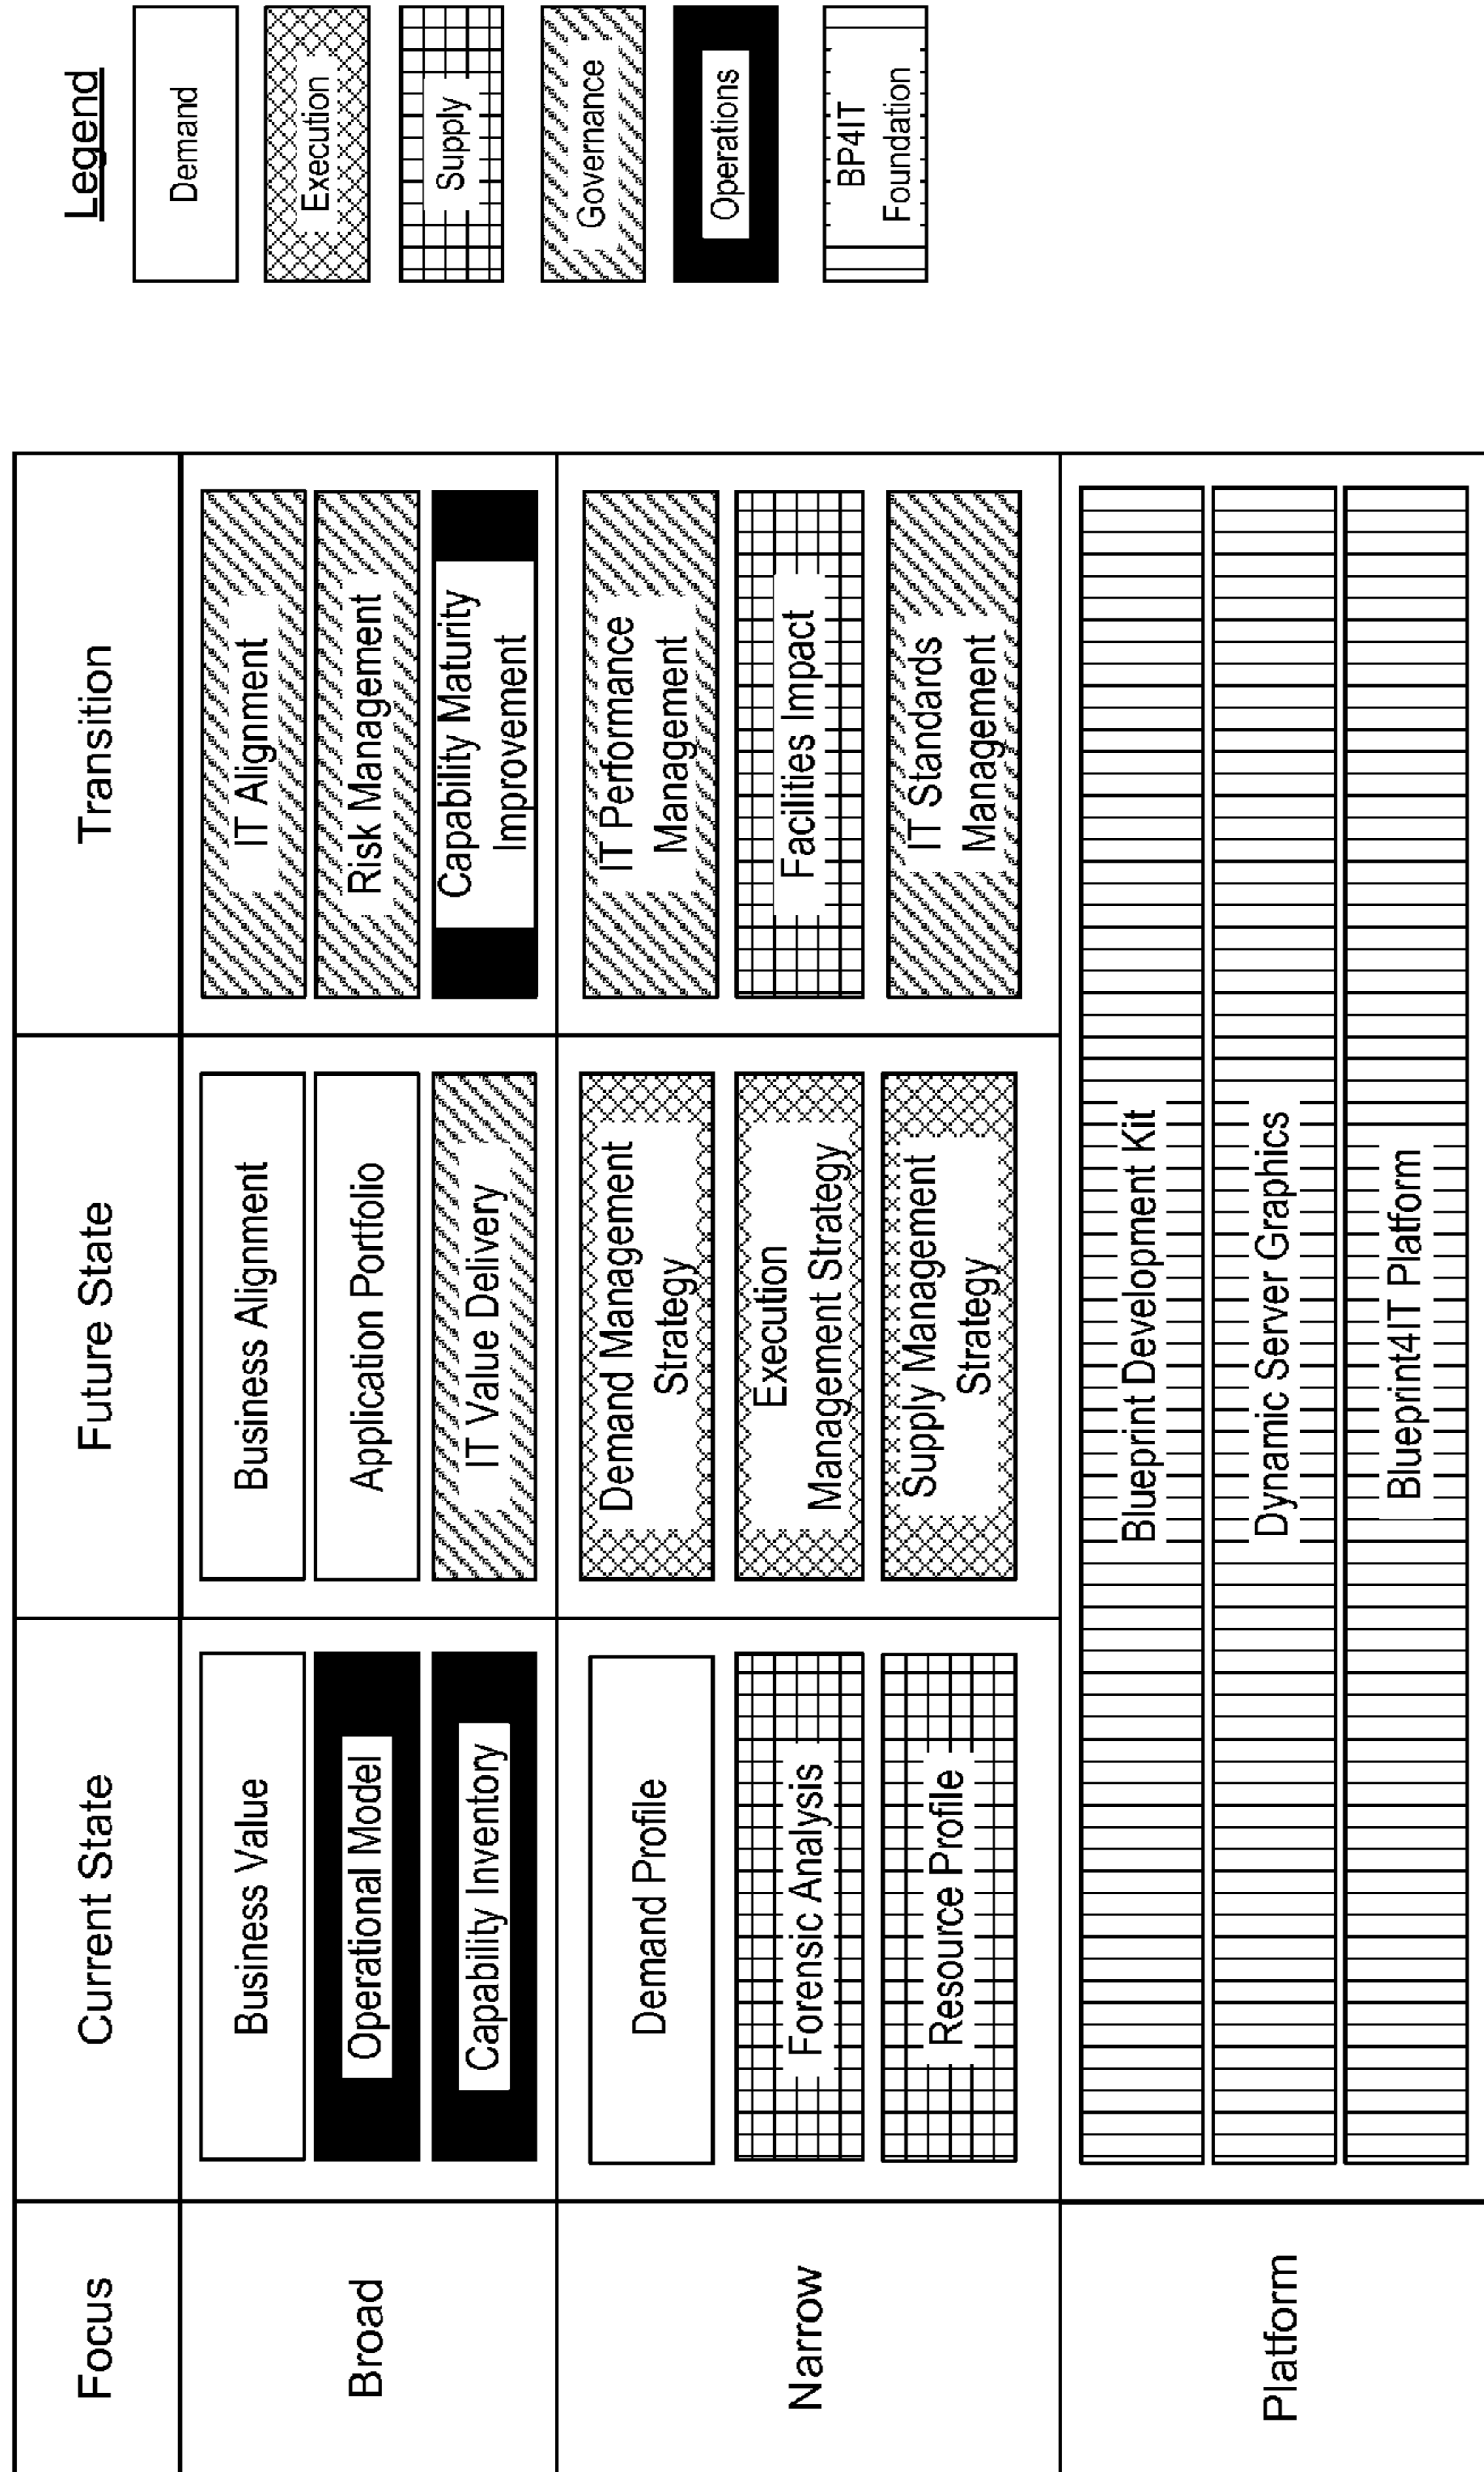 Focus
Current State
Future State
Transition
Broad
Business Value
Operational Model
Capability Inventory
Business Alignment
Application Portfolio
IT Value Delivery
IT Alignment
Risk Management
Capability Maturity
Improvement
Narrow
Demand Profile
Forensic Analysis
Resource Profile
Demand Management
Strategy
Execution
Management Strategy
Supply Management
Strategy
IT Performance
Management
Facilities Impact
IT Standards
Management
Platform
Blueprint Development Kit
Dynamic Server Graphics
Blueprint4IT Platform
Legend
Demand
Execution
Supply
Governance
Operations
BP4IT
Foundation